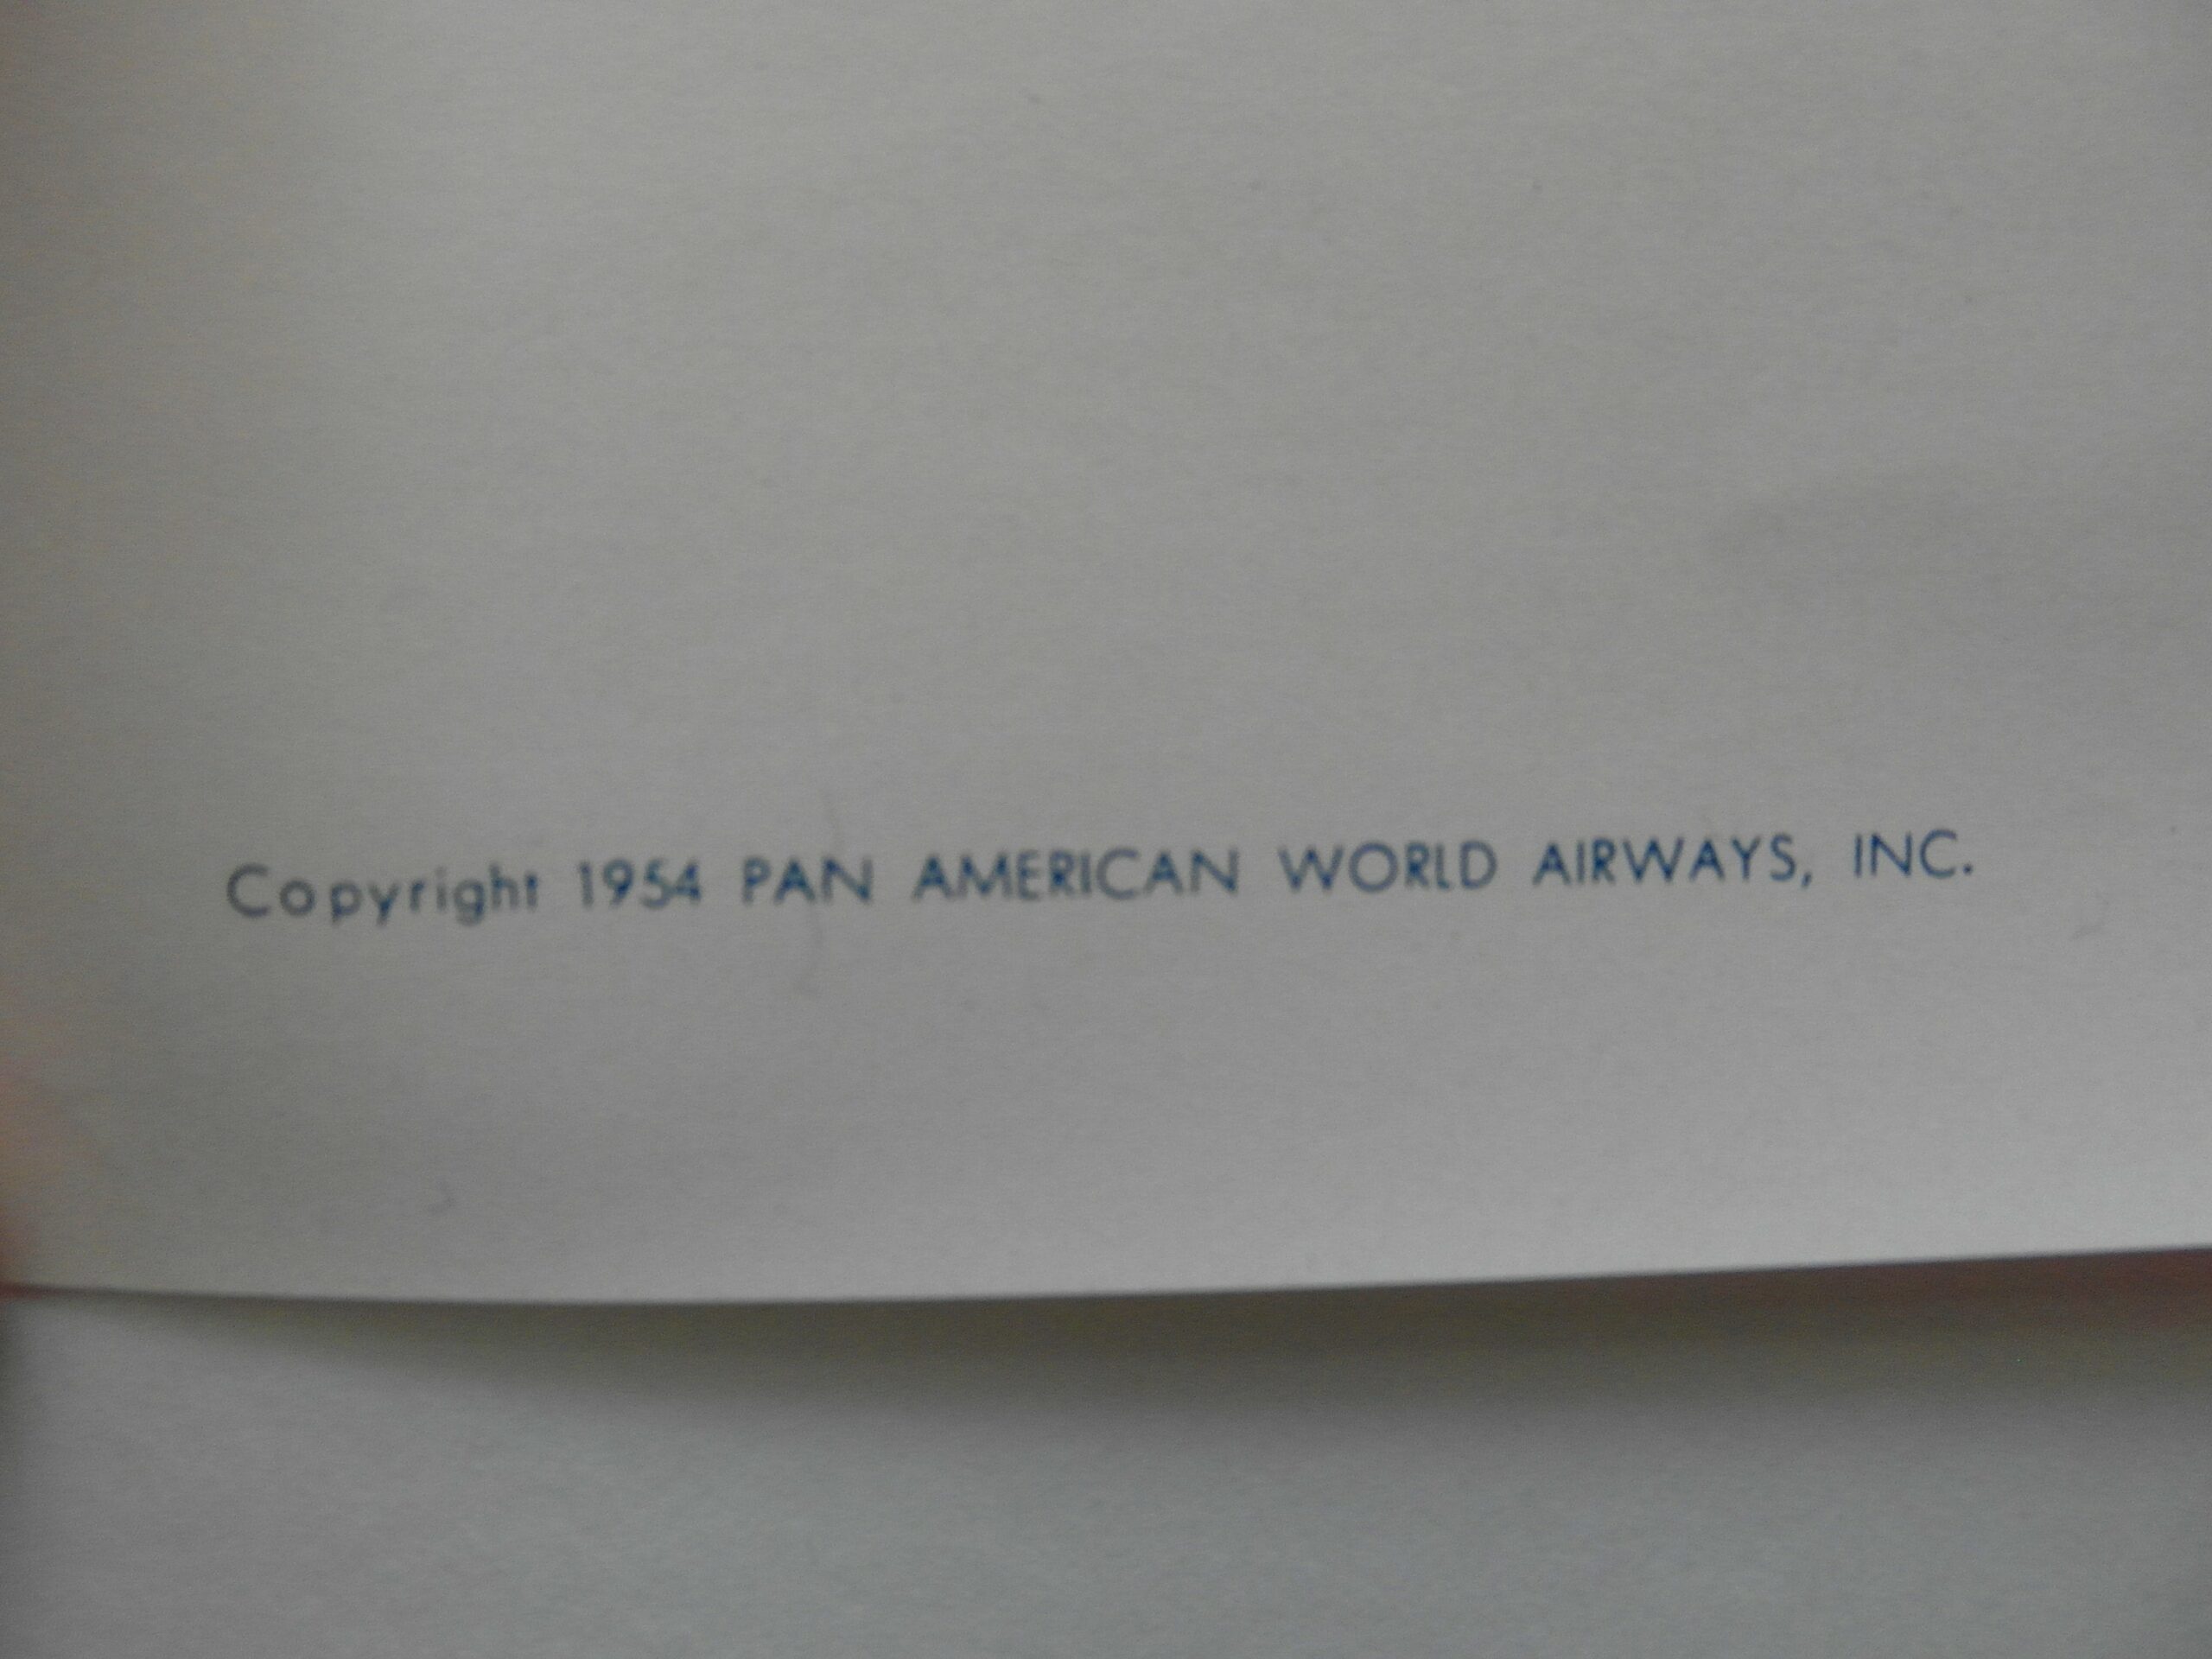 Copyright 1954 PAN AMERICAN WORLD AIRWAYS, INC.